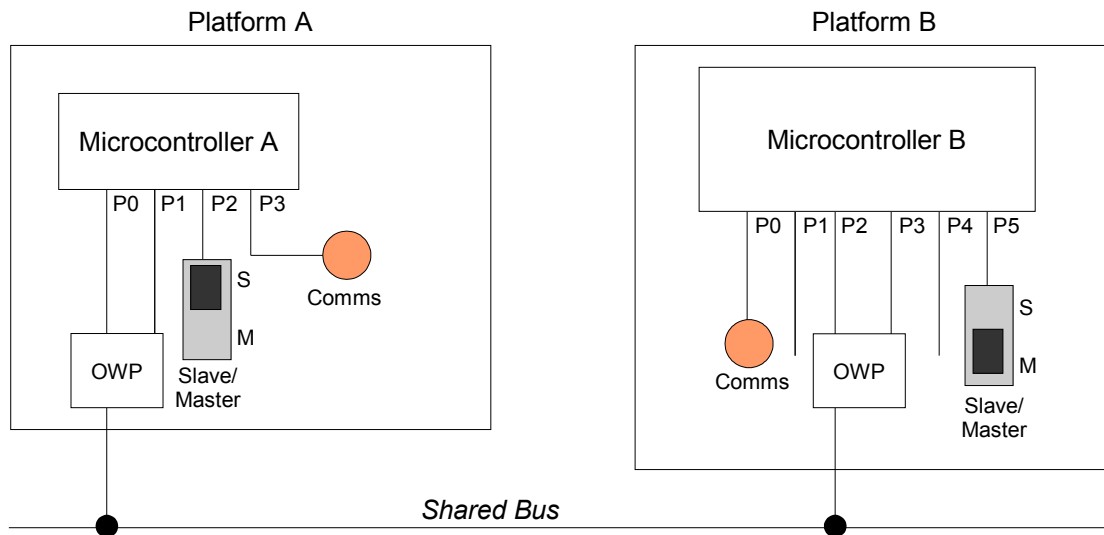 Platform A
Microcontroller A
P0 P1 P2 P3
S
Comms
M
OWP
Slave/
Master
Platform B
Microcontroller B
P0 P1 P2 P3 P4 P5
S
Comms
OWP
M
Slave/
Master
Shared Bus